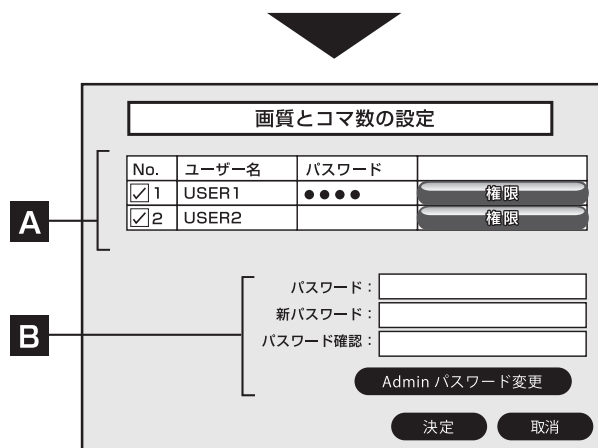 画質とコマ数の設定
No. ユーザー名 パスワード
1 USER1 ●●●● 権限
2 USER2 権限
A
パスワード：
新パスワード：
パスワード確認：
B
Admin パスワード変更
決定 取消